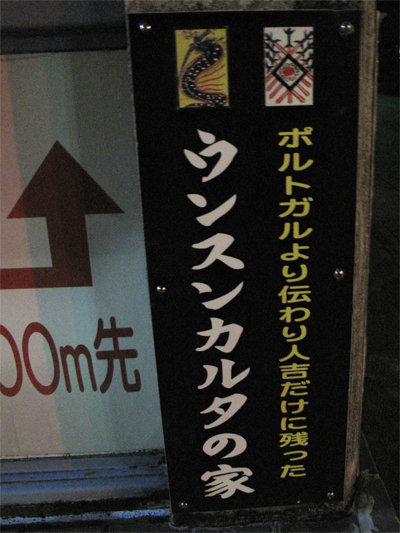 ポルトガルより伝わり人吉だけに残った
ウンスンカルタの家
00m先